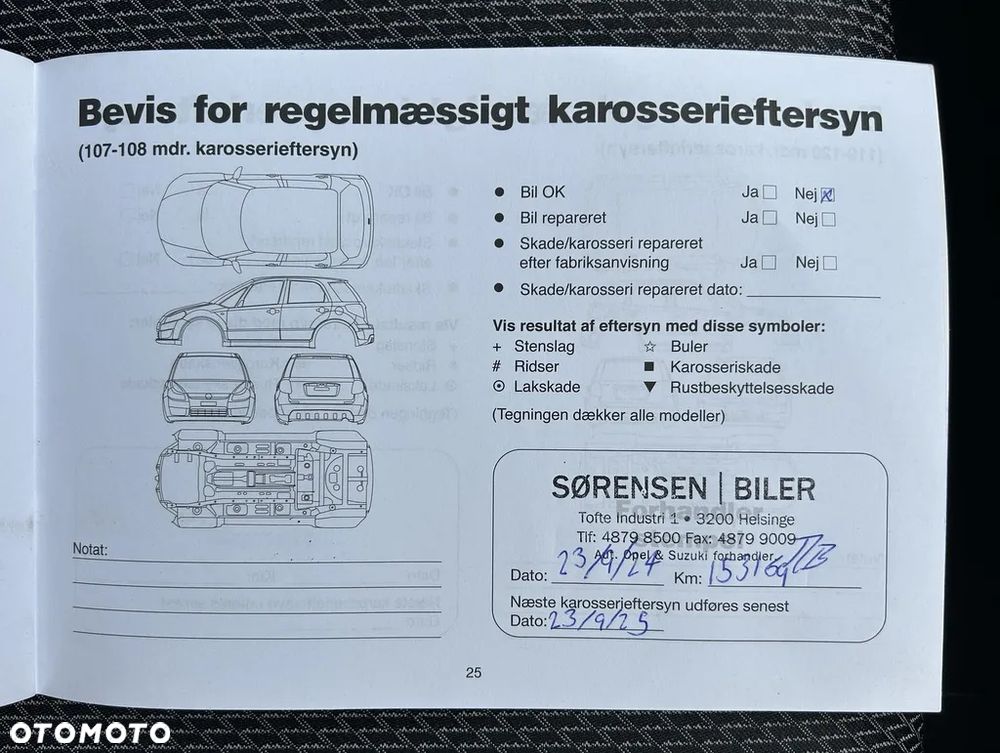 Bevis for regelmæssigt karosserieftersyn
(107-108 mdr. karosserieftersyn)
Bil OK Ja Nej
Bil repareret Ja Nej
Skade/karosseri repareret
efter fabriksanvisning Ja Nej
Skade/karosseri repareret dato:
Vis resultat af eftersyn med disse symboler:
+ Stenslag ☆ Buler
# Ridser ■ Karosseriskade
⊙ Lakskade ▼ Rustbeskyttelsesskade
(Tegningen dækker alle modeller)
Notat:
SØRENSEN | BILER
Forhandler
Tofte Industri 1 • 3200 Helsinge
Tlf: 4879 8500 Fax: 4879 9009
stempel
Aut. Opel & Suzuki forhandler
Dato: 23/9/24 Km: 153169
Næste karosserieftersyn udføres senest
Dato: 23/9/25
25
OTOMOTO